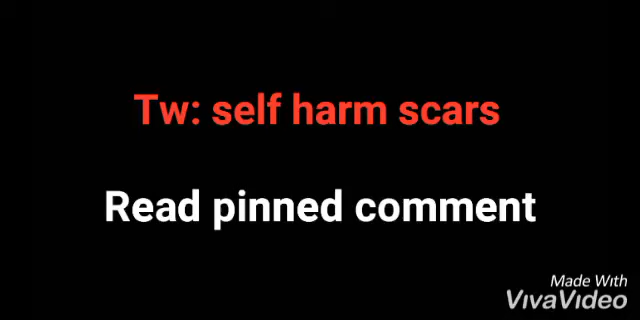 Tw: self harm scars
Read pinned comment
Made With
VivaVideo